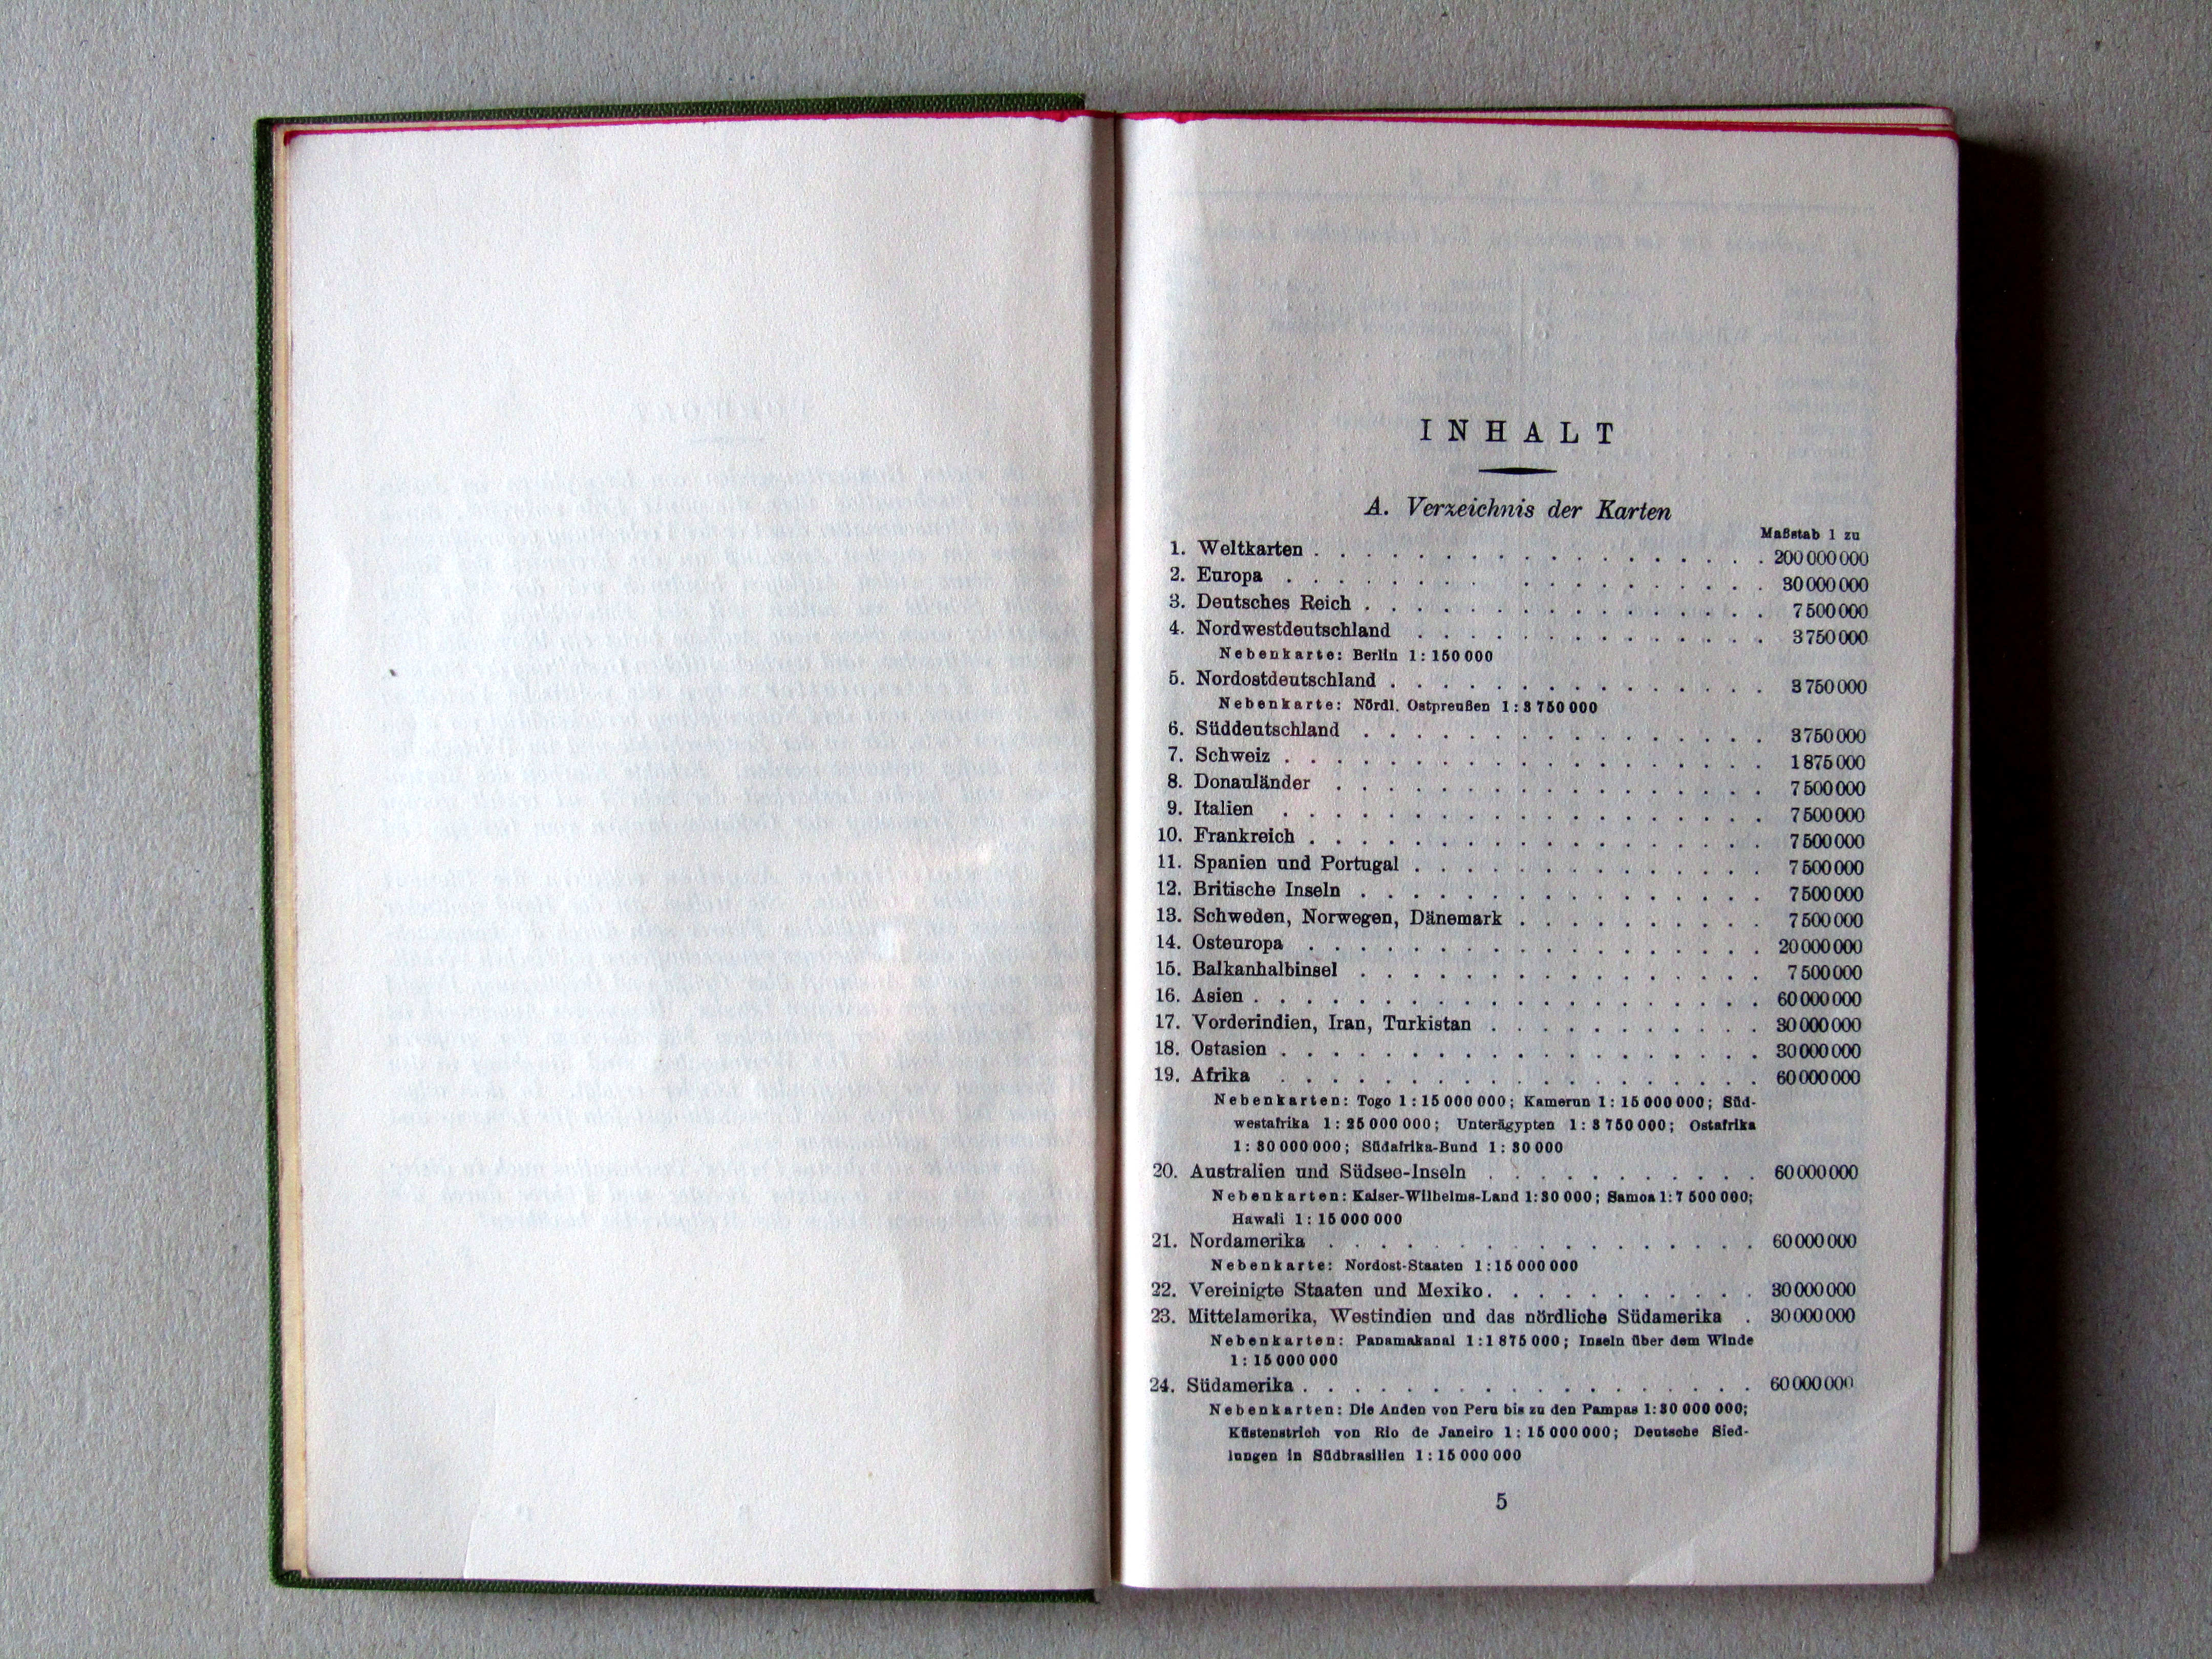 INHALT
A. Verzeichnis der Karten
Maßstab 1 zu
1. Weltkarten . . . . . . . . . . . . . . . . . . 200 000 000
2. Europa . . . . . . . . . . . . . . . . . . 30 000 000
3. Deutsches Reich . . . . . . . . . . . . . . . . 7 500 000
4. Nordwestdeutschland . . . . . . . . . . . . . . 3 750 000
Nebenkarte: Berlin 1 : 150 000
5. Nordostdeutschland . . . . . . . . . . . . . . . 3 750 000
Nebenkarte: Nördl. Ostpreußen 1 : 3 750 000
6. Süddeutschland . . . . . . . . . . . . . . . . 3 750 000
7. Schweiz . . . . . . . . . . . . . . . . . . . 1 875 000
8. Donauländer . . . . . . . . . . . . . . . . . 7 500 000
9. Italien . . . . . . . . . . . . . . . . . . . 7 500 000
10. Frankreich . . . . . . . . . . . . . . . . . . 7 500 000
11. Spanien und Portugal . . . . . . . . . . . . . . 7 500 000
12. Britische Inseln . . . . . . . . . . . . . . . . 7 500 000
13. Schweden, Norwegen, Dänemark . . . . . . . . . . 7 500 000
14. Osteuropa . . . . . . . . . . . . . . . . . . 20 000 000
15. Balkanhalbinsel . . . . . . . . . . . . . . . . 7 500 000
16. Asien . . . . . . . . . . . . . . . . . . . . 60 000 000
17. Vorderindien, Iran, Turkistan . . . . . . . . . . . 30 000 000
18. Ostasien . . . . . . . . . . . . . . . . . . . 30 000 000
19. Afrika . . . . . . . . . . . . . . . . . . . 60 000 000
Nebenkarten: Togo 1 : 15 000 000; Kamerun 1 : 15 000 000; Süd-
westafrika 1 : 25 000 000; Unterägypten 1 : 3 750 000; Ostafrika
1 : 30 000 000; Südafrika-Bund 1 : 30 000
20. Australien und Südsee-Inseln . . . . . . . . . . . 60 000 000
Nebenkarten: Kaiser-Wilhelms-Land 1:30 000; Samoa 1:7 500 000;
Hawaii 1 : 15 000 000
21. Nordamerika . . . . . . . . . . . . . . . . . 60 000 000
Nebenkarte: Nordost-Staaten 1 : 15 000 000
22. Vereinigte Staaten und Mexiko . . . . . . . . . . . 30 000 000
23. Mittelamerika, Westindien und das nördliche Südamerika . 30 000 000
Nebenkarten: Panamakanal 1 : 1 875 000; Inseln über dem Winde
1 : 15 000 000
24. Südamerika . . . . . . . . . . . . . . . . . . 60 000 000
Nebenkarten: Die Anden von Peru bis zu den Pampas 1:30 000 000;
Küstenstrich von Rio de Janeiro 1 : 15 000 000; Deutsche Sied-
lungen in Südbrasilien 1 : 15 000 000
5